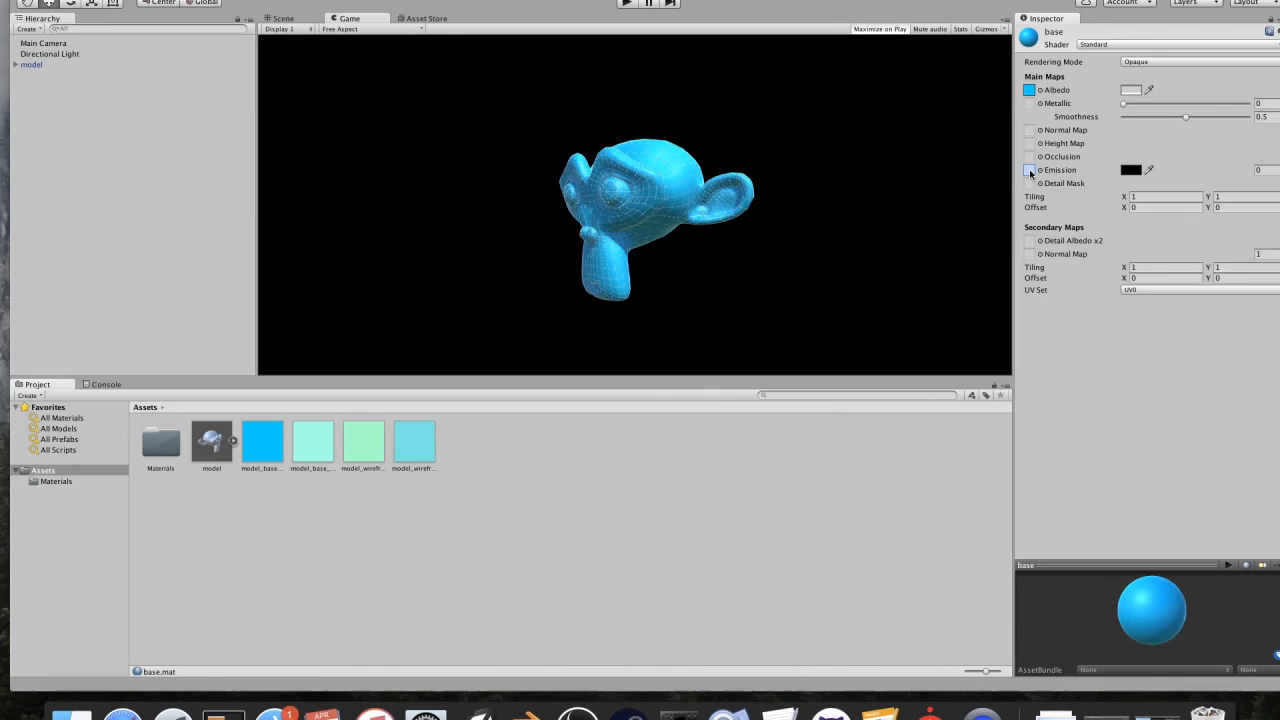 Center
Global
Account
Layers
Layout
Hierarchy
Create
All
Main Camera
Directional Light
model
Scene
Game
Asset Store
Display 1
Free Aspect
Maximize on Play
Mute audio
Stats
Gizmos
Inspector
base
Shader
Standard
Rendering Mode
Opaque
Main Maps
Albedo
Metallic
0
Smoothness
0.5
Normal Map
Height Map
Occlusion
Emission
0
Detail Mask
Tiling X 1 Y 1
Offset X 0 Y 0
Secondary Maps
Detail Albedo x2
Normal Map
1
Tiling X 1 Y 1
Offset X 0 Y 0
UV Set
UV0
Project
Console
Create
Favorites
All Materials
All Models
All Prefabs
All Scripts
Assets
Materials
Assets
Materials
model
model_base...
model_base_...
model_wirefr...
model_wirefr...
base.mat
base
AssetBundle
None
None
1
APR